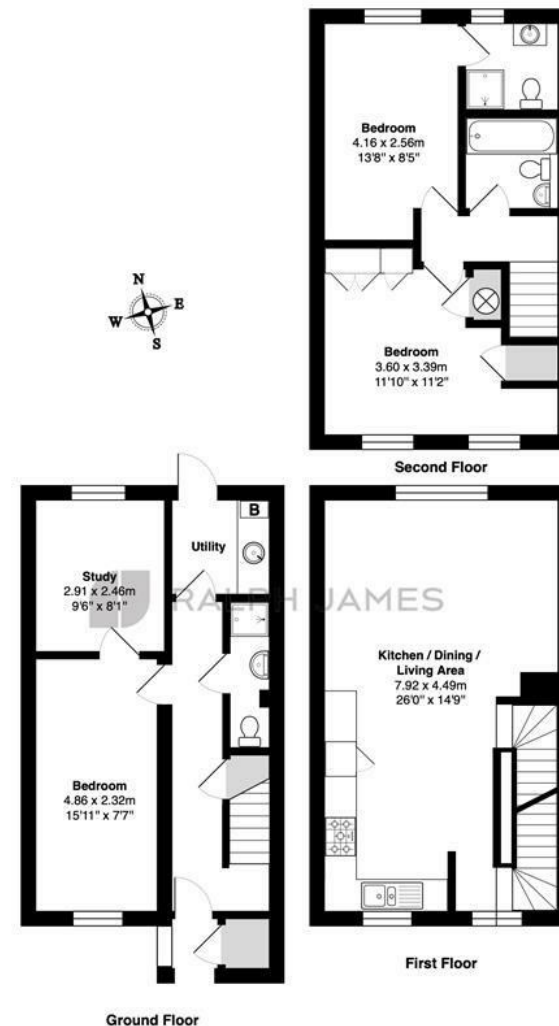 Bedroom
4.16 x 2.56m
13'8" x 8'5"
N
E
W
S
Bedroom
3.60 x 3.39m
11'10" x 11'2"
Second Floor
B
Utility
Study
2.91 x 2.46m
9'6" x 8'1"
RALPH JAMES
Kitchen / Dining /
Living Area
7.92 x 4.49m
26'0" x 14'9"
Bedroom
4.86 x 2.32m
15'11" x 7'7"
First Floor
Ground Floor